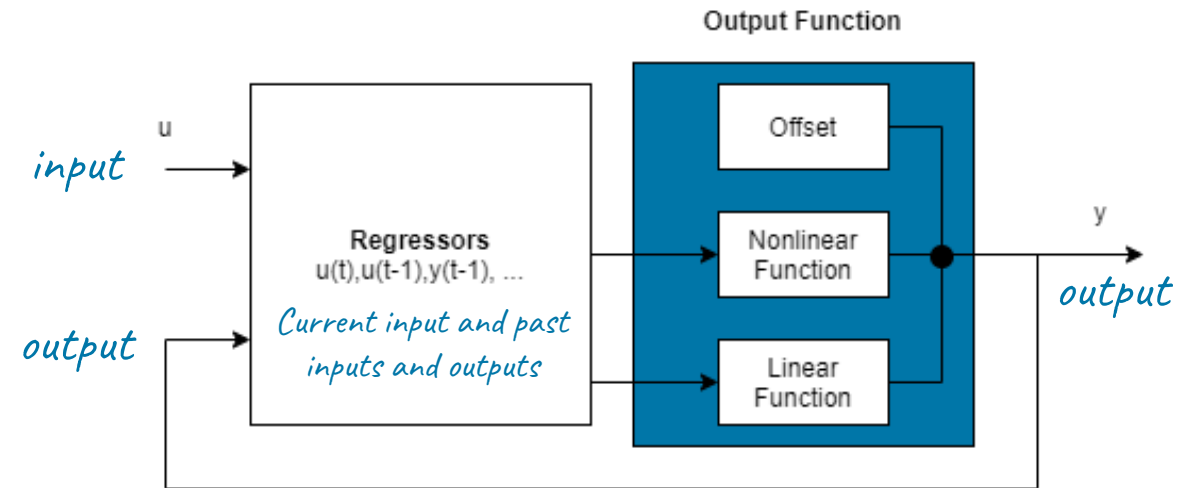 Output Function
u
input
Offset
Regressors
u(t),u(t-1),y(t-1), ...
Current input and past
inputs and outputs
output
Nonlinear
Function
Linear
Function
y
output